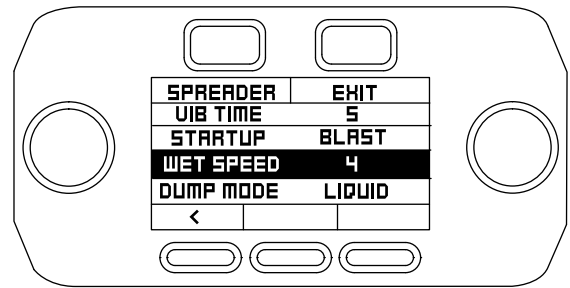 SPREADER EXIT
VIB TIME 5
STARTUP BLAST
WET SPEED 4
DUMP MODE LIQUID
<